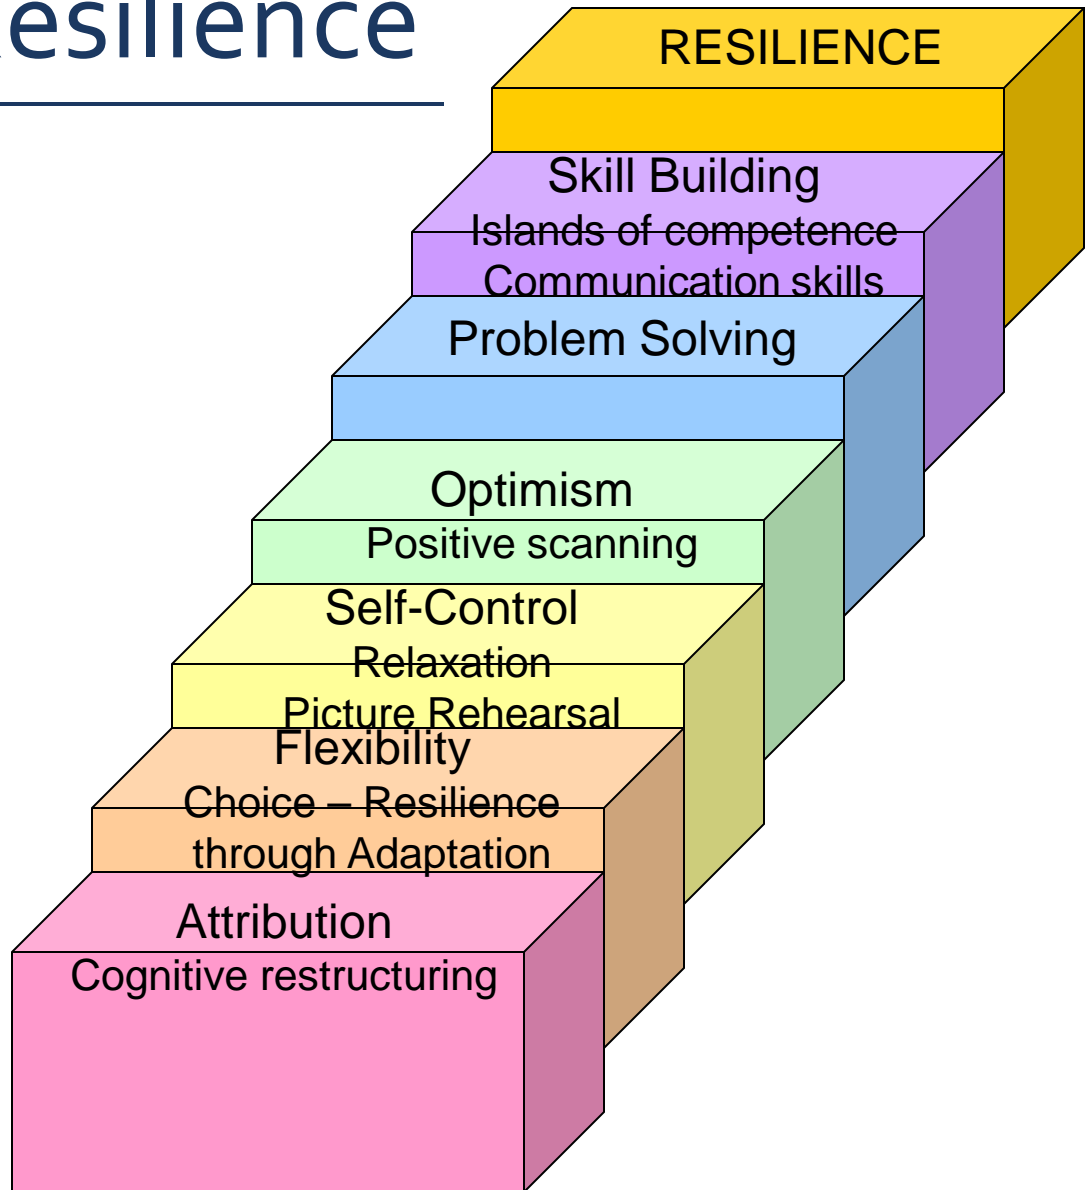 esilience
RESILIENCE
Skill Building
Islands of competence
Communication skills
Problem Solving
Optimism
Positive scanning
Self-Control
Relaxation
Picture Rehearsal
Flexibility
Choice – Resilience
through Adaptation
Attribution
Cognitive restructuring